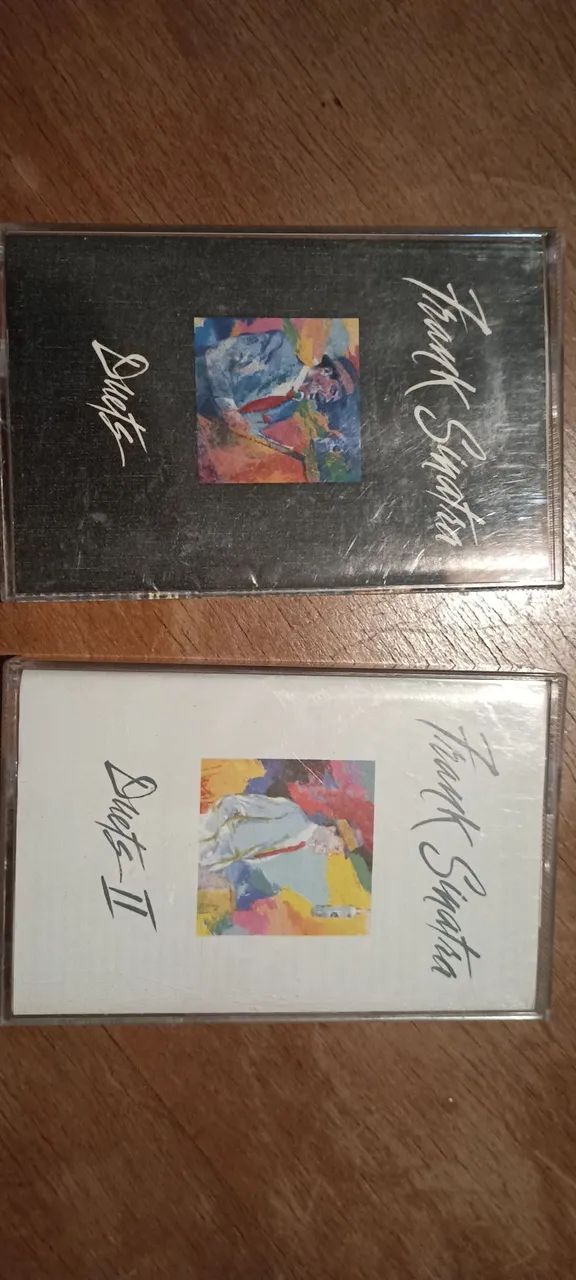 Frank Sinatra
Duets
Frank Sinatra
Duets II